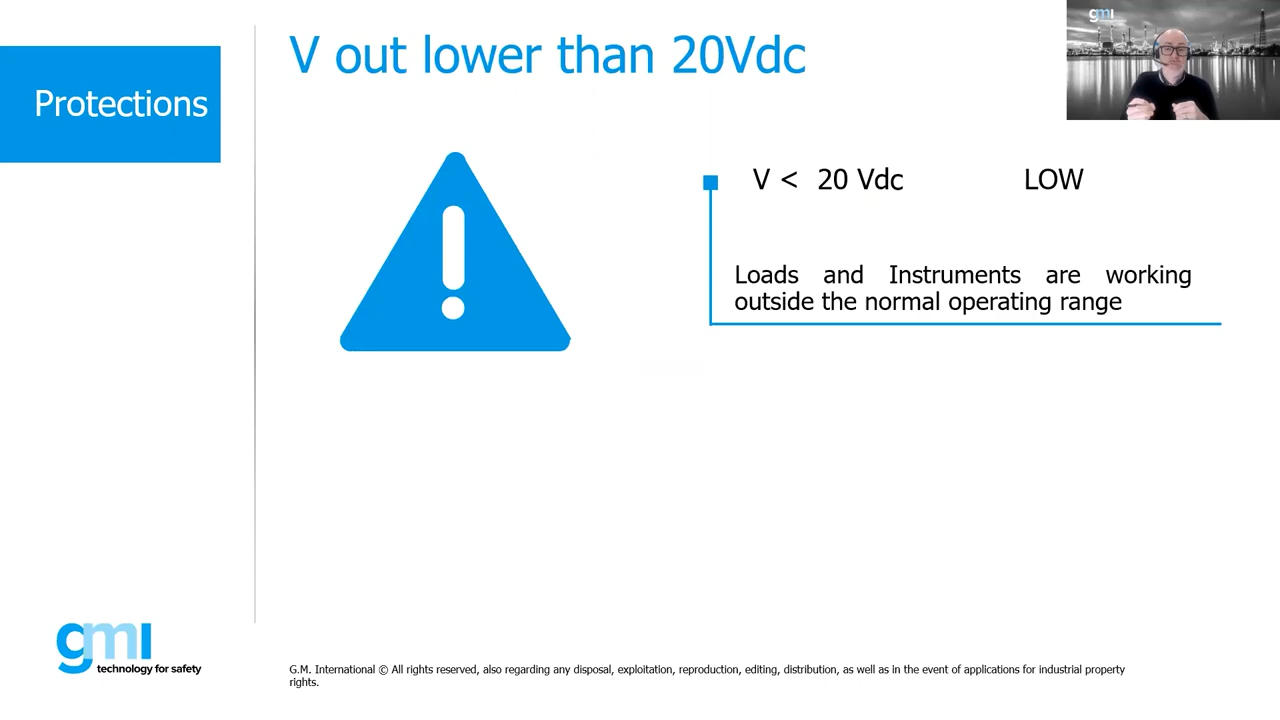 V out lower than 20Vdc
Protections
gmi
V < 20 Vdc LOW
Loads and Instruments are working
outside the normal operating range
gmi
technology for safety
G.M. International © All rights reserved, also regarding any disposal, exploitation, reproduction, editing, distribution, as well as in the event of applications for industrial property
rights.